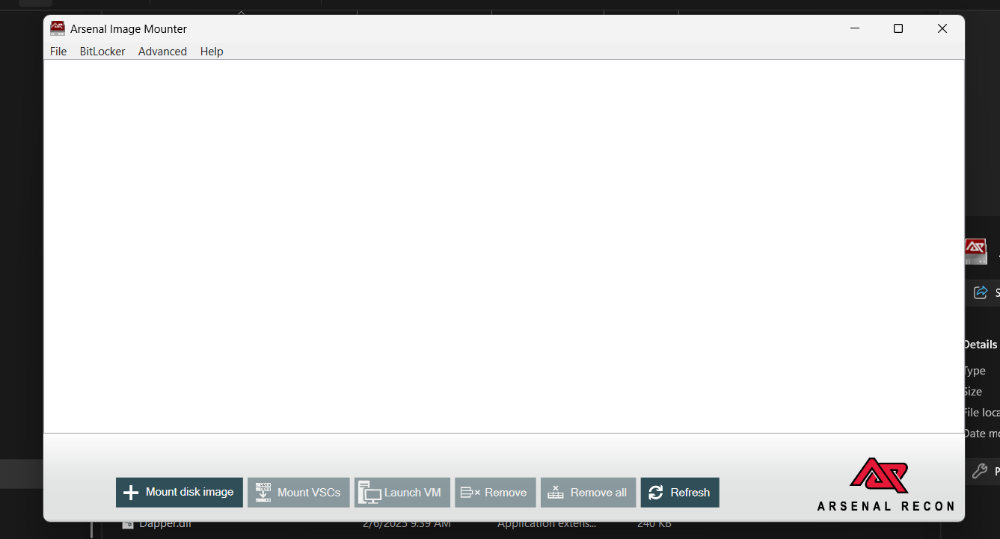 Arsenal Image Mounter
File BitLocker Advanced Help
Details
Type
Size
File loca
Date mo
Mount disk image Mount VSCs Launch VM Remove Remove all Refresh
ARSENAL RECON
Dapper.dll 2/6/2025 9:39 AM Application extens... 240 KB